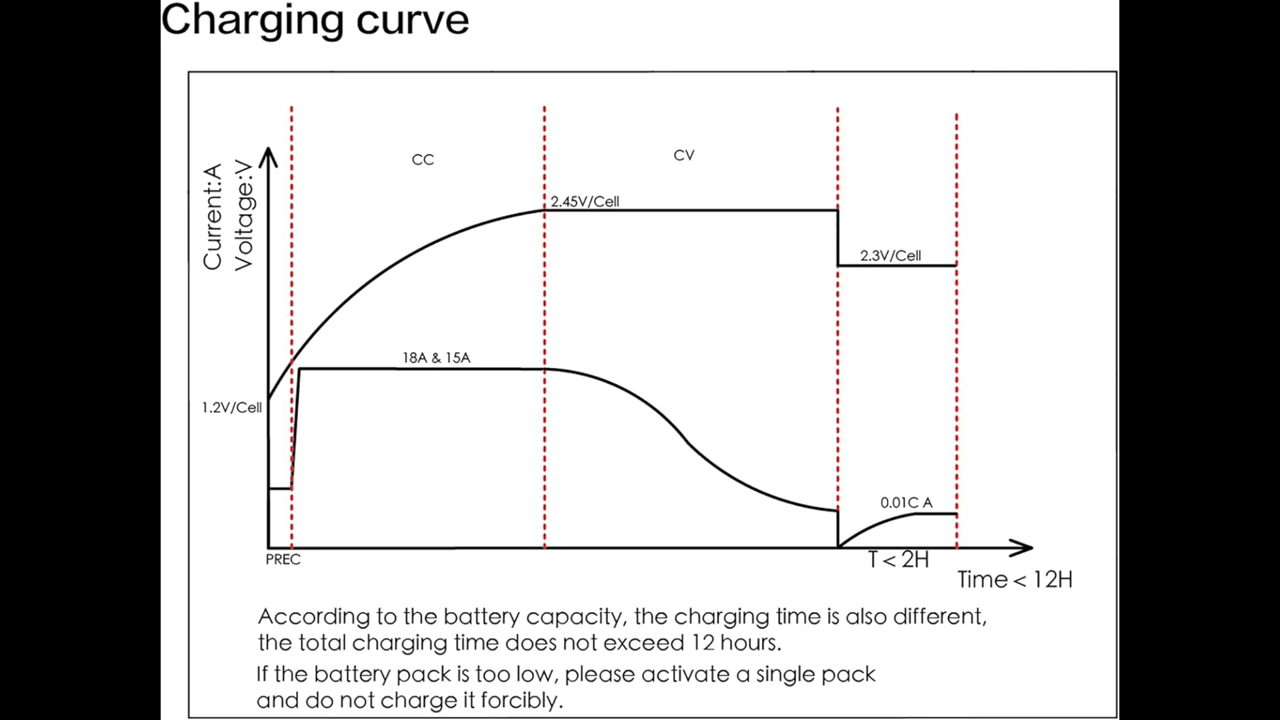 Charging curve
Current:A
Voltage:V
CC
CV
2.45V/Cell
2.3V/Cell
18A & 15A
1.2V/Cell
0.01C A
PREC
T < 2H
Time < 12H
According to the battery capacity, the charging time is also different,
the total charging time does not exceed 12 hours.
If the battery pack is too low, please activate a single pack
and do not charge it forcibly.